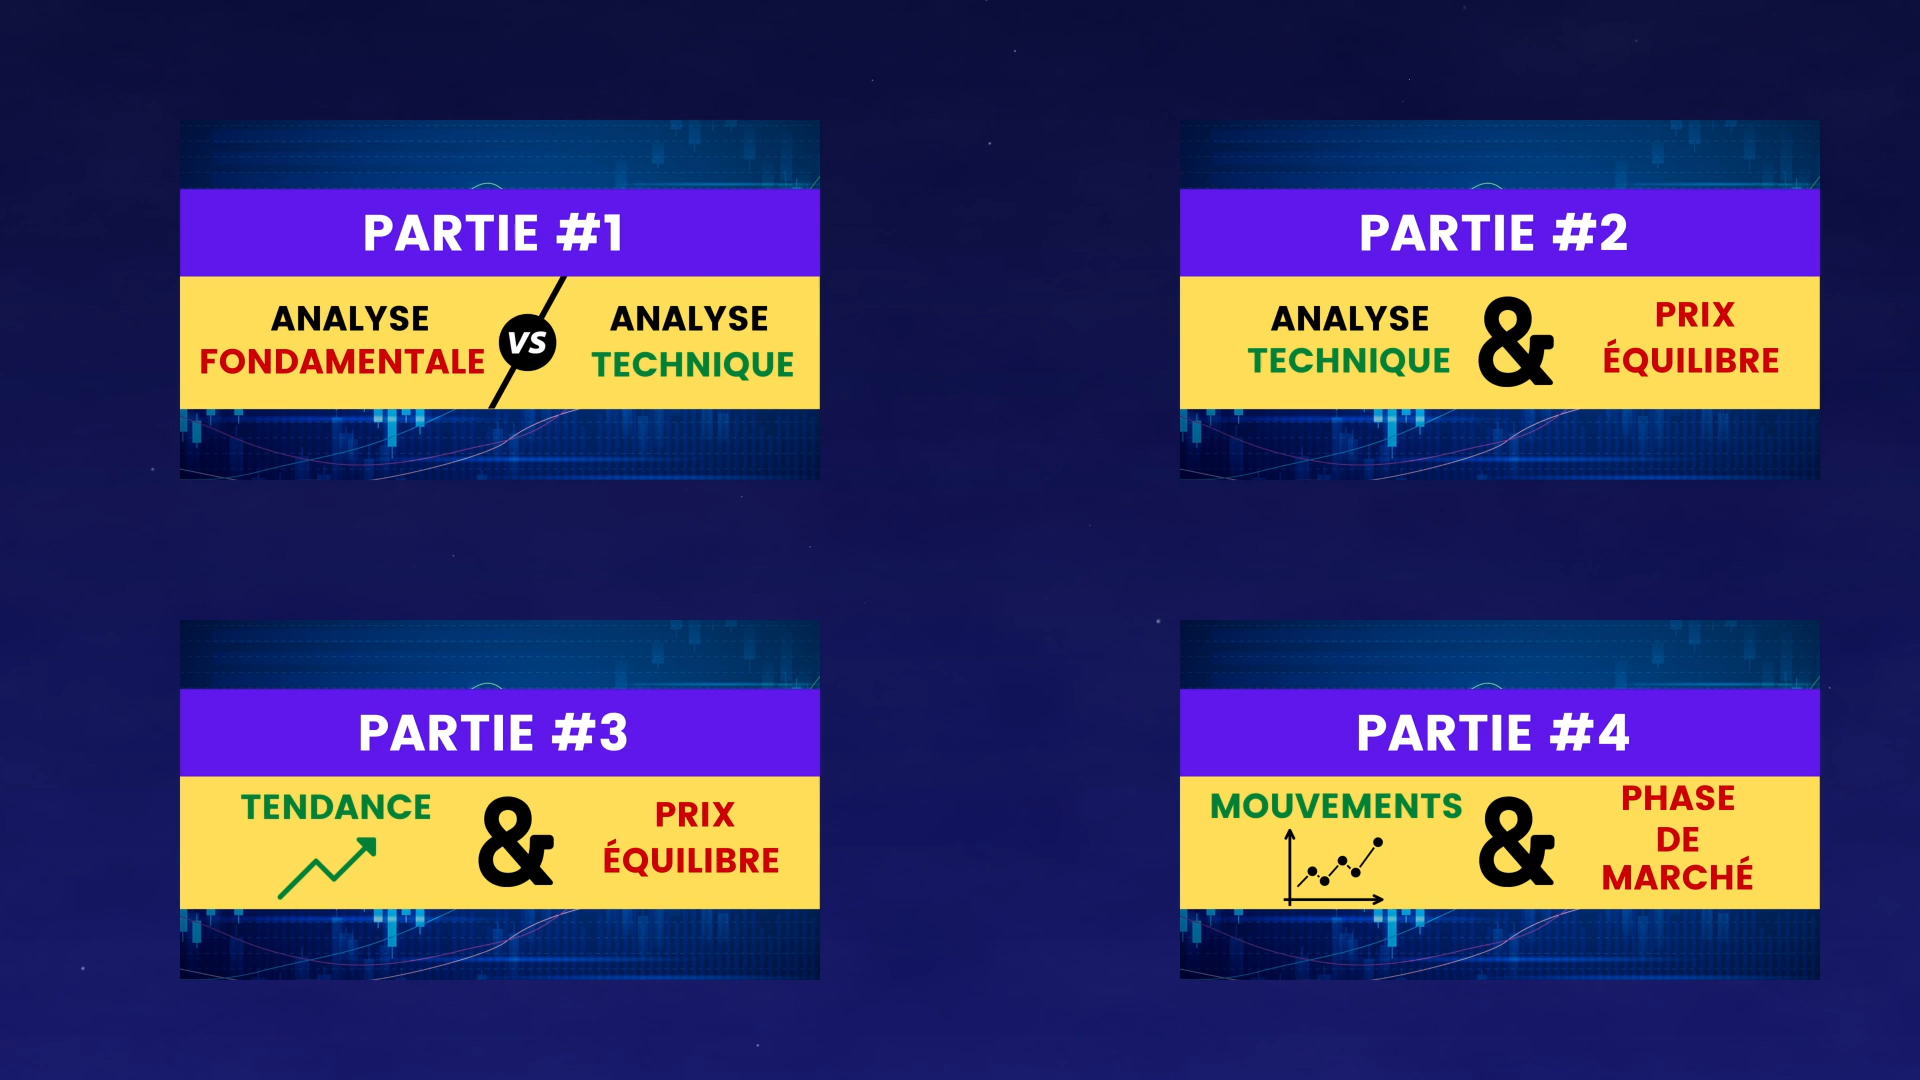 PARTIE #1
ANALYSE
FONDAMENTALE
VS
ANALYSE
TECHNIQUE
PARTIE #2
ANALYSE
TECHNIQUE
&
PRIX
ÉQUILIBRE
PARTIE #3
TENDANCE
&
PRIX
ÉQUILIBRE
PARTIE #4
MOUVEMENTS
&
PHASE
DE
MARCHÉ